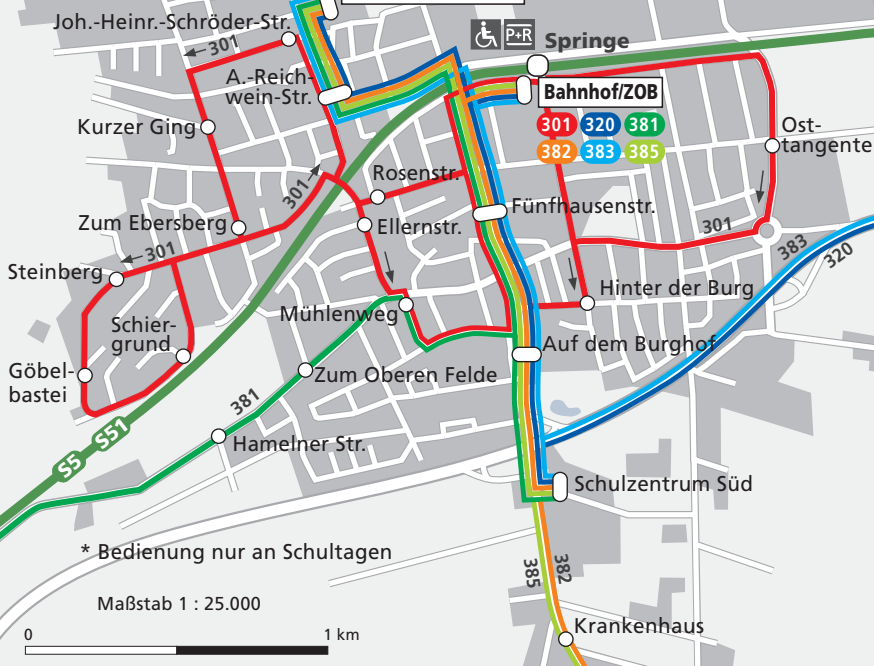 Joh.-Heinr.-Schröder-Str.
301
A.-Reich-
wein-Str.
P+R
Springe
Bahnhof/ZOB
301 320 381
382 383 385
Kurzer Ging
Ost-
tangente
301
Rosenstr.
Fünfhausenstr.
Zum Ebersberg
Ellernstr.
301
301
383
320
Steinberg
Hinter der Burg
Mühlenweg
Schier-
grund
Auf dem Burghof
Göbel-
bastei
Zum Oberen Felde
381
Hamelner Str.
S5 S51
Schulzentrum Süd
* Bedienung nur an Schultagen
385
382
Maßstab 1 : 25.000
Krankenhaus
0 1 km